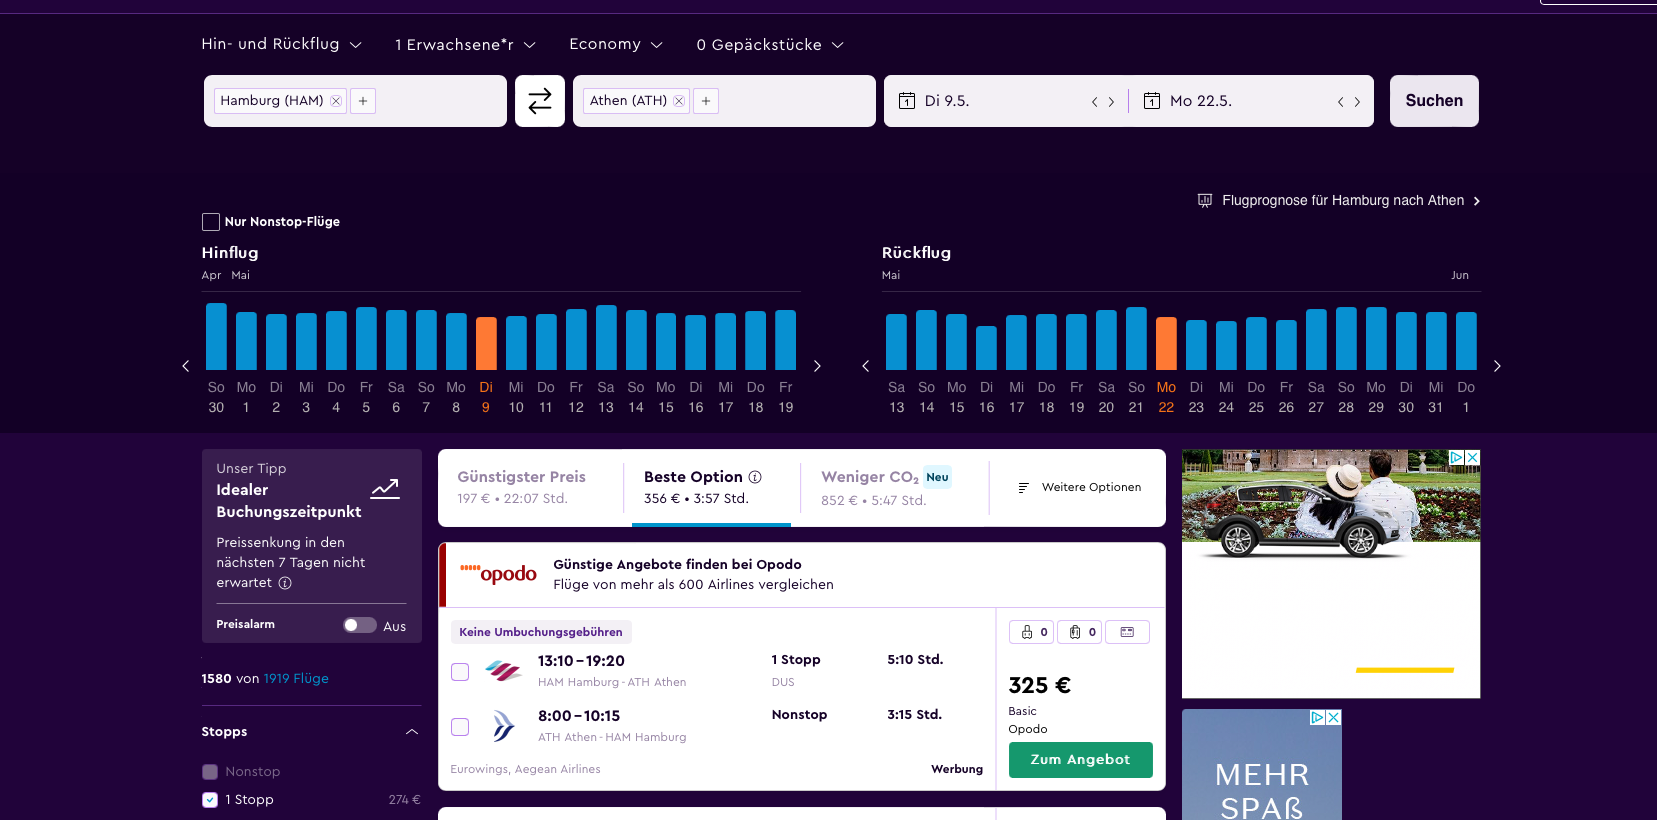 Hin- und Rückflug
1 Erwachsene*r
Economy
0 Gepäckstücke
Hamburg (HAM)
+
Athen (ATH)
+
1 Di 9.5.
1 Mo 22.5.
Suchen
Flugprognose für Hamburg nach Athen
Nur Nonstop-Flüge
Hinflug
Apr Mai
So Mo Di Mi Do Fr Sa So Mo Di Mi Do Fr Sa So Mo Di Mi Do Fr
30 1 2 3 4 5 6 7 8 9 10 11 12 13 14 15 16 17 18 19
Rückflug
Mai Jun
Sa So Mo Di Mi Do Fr Sa So Mo Di Mi Do Fr Sa So Mo Di Mi Do
13 14 15 16 17 18 19 20 21 22 23 24 25 26 27 28 29 30 31 1
Unser Tipp
Idealer
Buchungszeitpunkt
Preissenkung in den
nächsten 7 Tagen nicht
erwartet
Preisalarm
Aus
1580 von 1919 Flüge
Stopps
Nonstop
1 Stopp 274 €
Günstigster Preis
197 € • 22:07 Std.
Beste Option
356 € • 3:57 Std.
Weniger CO₂ Neu
852 € • 5:47 Std.
Weitere Optionen
opodo
Günstige Angebote finden bei Opodo
Flüge von mehr als 600 Airlines vergleichen
Keine Umbuchungsgebühren
13:10 – 19:20 1 Stopp 5:10 Std.
HAM Hamburg - ATH Athen DUS
8:00 – 10:15 Nonstop 3:15 Std.
ATH Athen - HAM Hamburg
Eurowings, Aegean Airlines
Werbung
0 0
325 €
Basic
Opodo
Zum Angebot
MEHR
SPAß